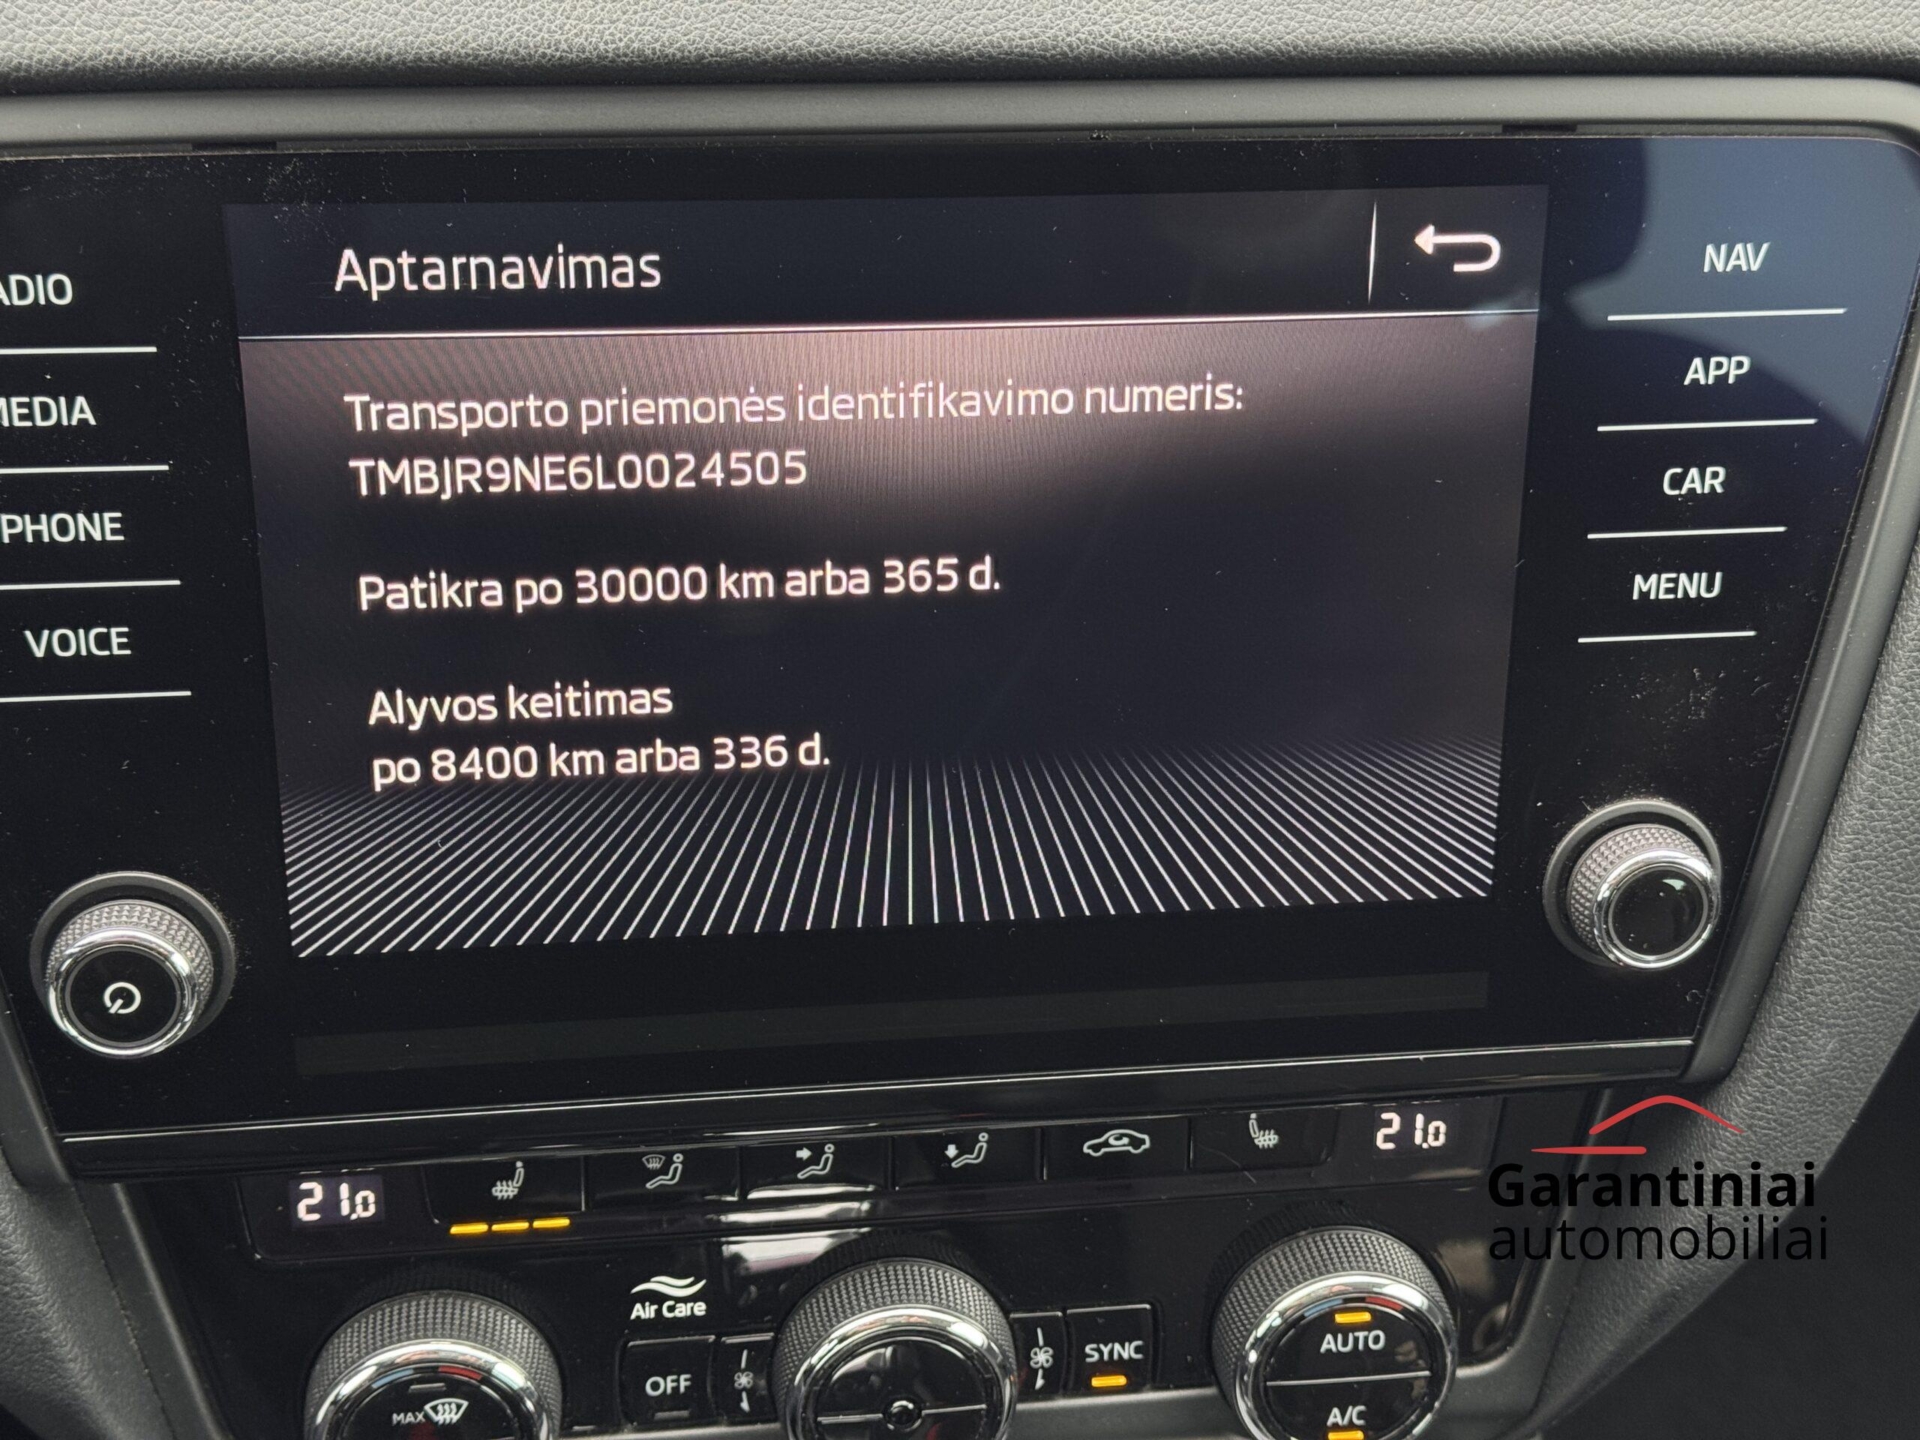 Aptarnavimas
Transporto priemonės identifikavimo numeris:
TMBJR9NE6L0024505
Patikra po 30000 km arba 365 d.
Alyvos keitimas
po 8400 km arba 336 d.
ADIO
MEDIA
PHONE
VOICE
NAV
APP
CAR
MENU
21.0
21.0
Air Care
OFF
SYNC
AUTO
A/C
MAX
Garantiniai
automobiliai